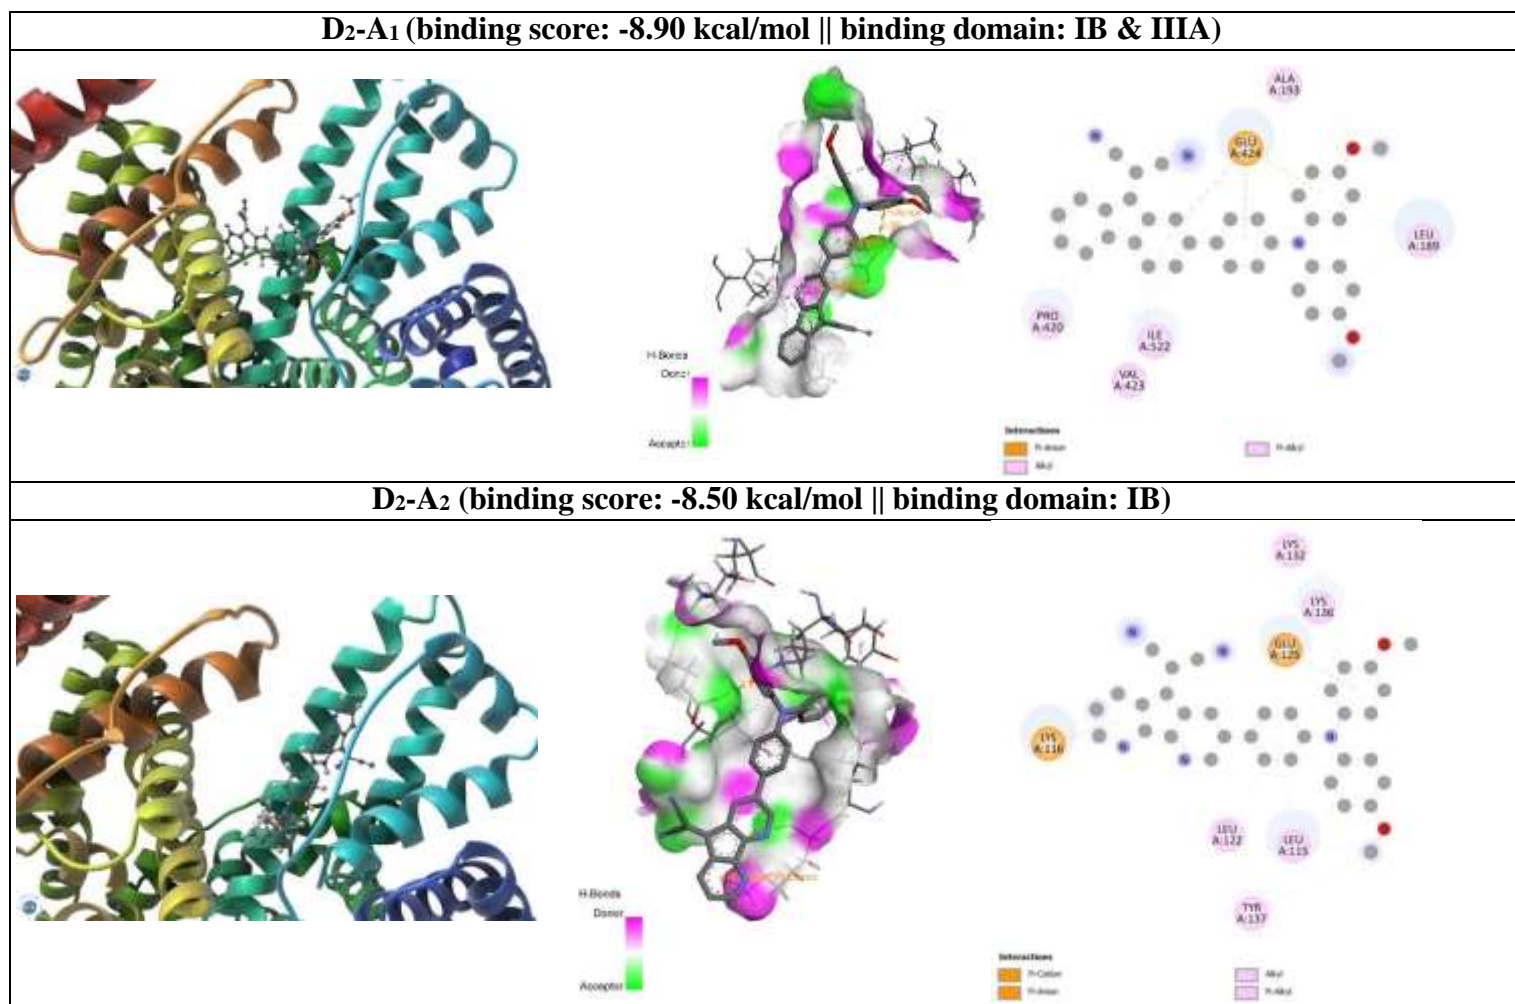 D2-A1 (binding score: -8.90 kcal/mol || binding domain: IB & IIIA)
ALA
A:193
GLU
A:424
LEU
A:189
PRO
A:420
ILE
A:522
VAL
A:423
H-Bonds
Donor
Acceptor
Interactions
Pi-Anion
Alkyl
Pi-Alkyl
D2-A2 (binding score: -8.50 kcal/mol || binding domain: IB)
LYS
A:132
LYS
GLU
LYS
A:116
LEU
A:122
LEU
A:115
TYR
A:137
H-Bonds
Donor
Acceptor
Interactions
Pi-Cation
Pi-Anion
Alkyl
Pi-Alkyl